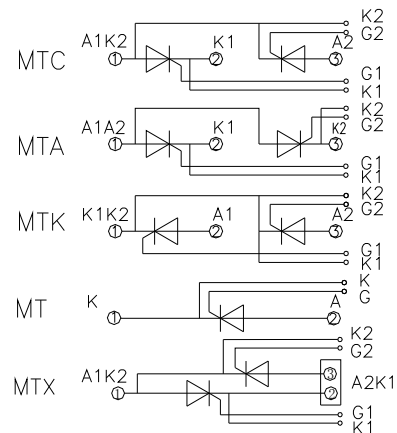 K2
G2
A1K2 K1 A2
MTC
1 2 3
G1
K1
K2
G2
A1A2 K1 K2
MTA
1 2 3
G1
K1
K2
G2
K1K2 A1 A2
MTK
1 2 3
G1
K1
K
G
K A
MT
1 2
K2
G2
3
A1K2 A2K1
MTX
1 2
G1
K1